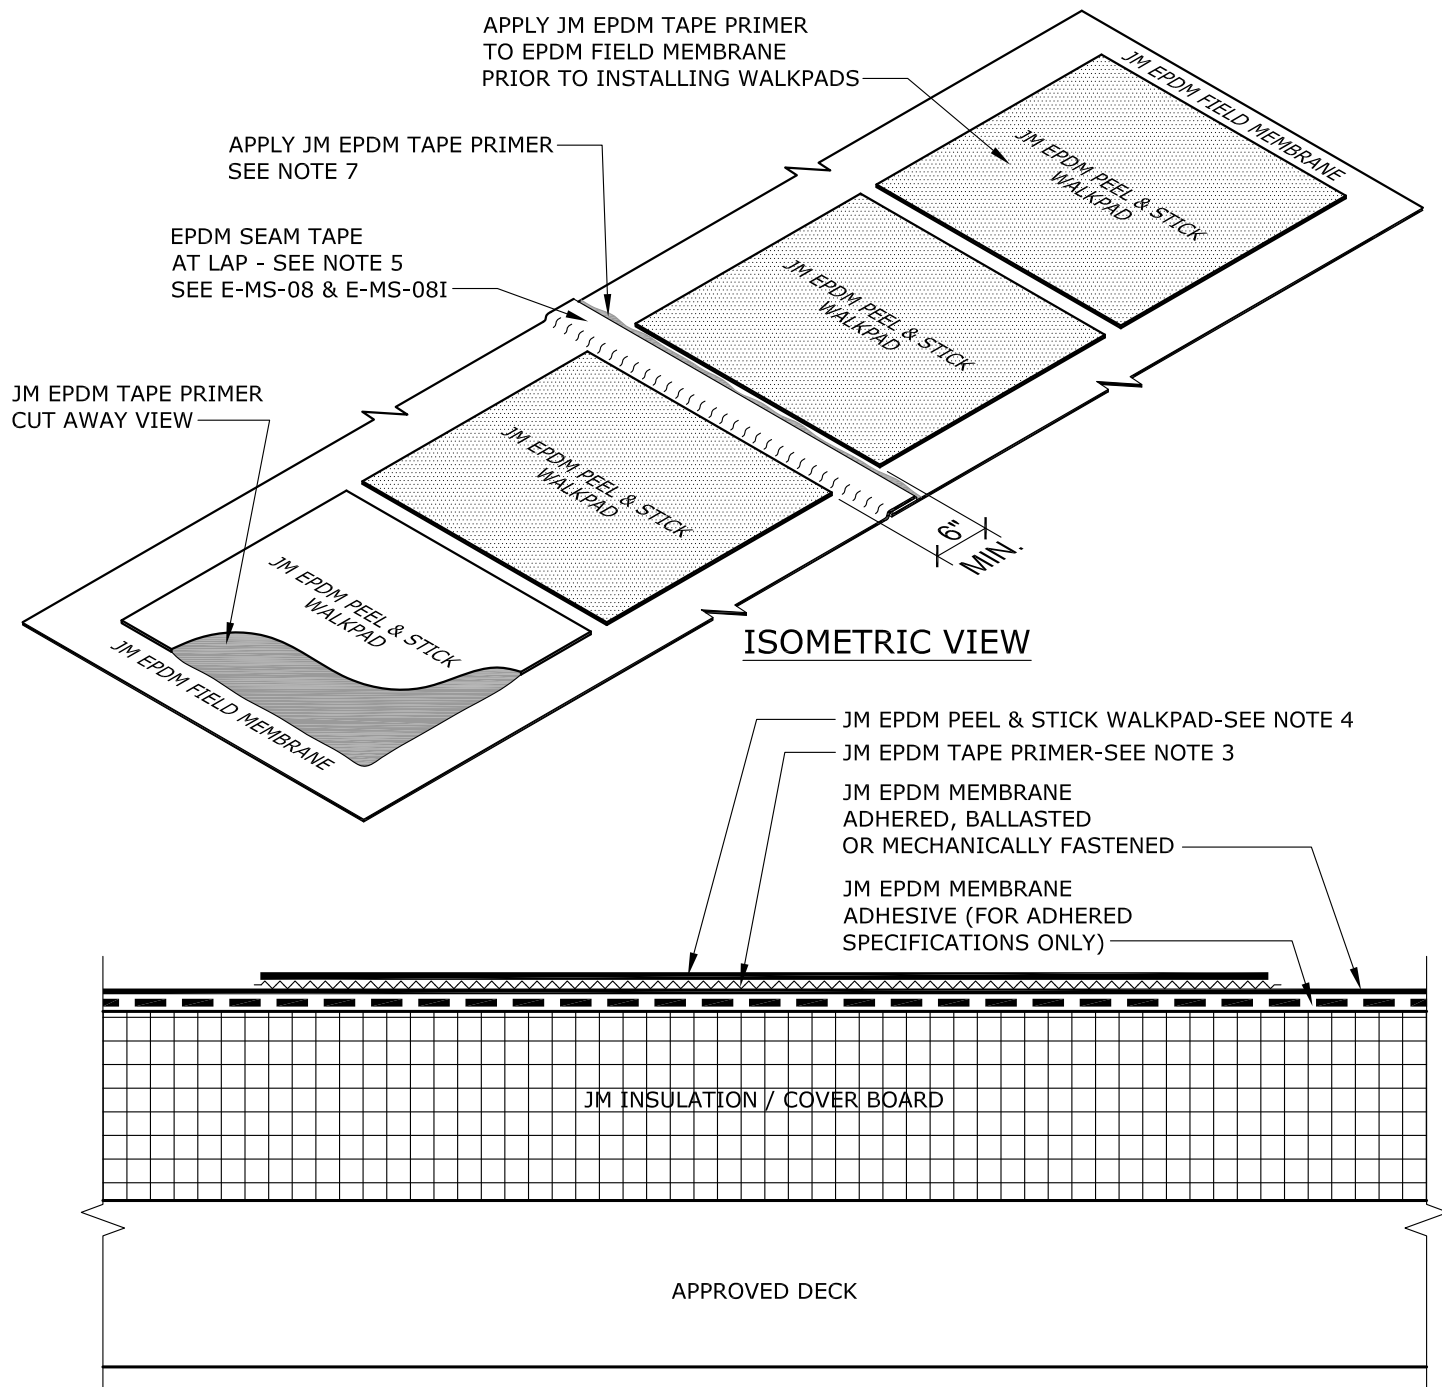 APPLY JM EPDM TAPE PRIMER
TO EPDM FIELD MEMBRANE
PRIOR TO INSTALLING WALKPADS
JM EPDM FIELD MEMBRANE
JM EPDM PEEL & STICK
WALKPAD
APPLY JM EPDM TAPE PRIMER
SEE NOTE 7
EPDM SEAM TAPE
AT LAP - SEE NOTE 5
SEE E-MS-08 & E-MS-08I
JM EPDM PEEL & STICK
WALKPAD
JM EPDM TAPE PRIMER
CUT AWAY VIEW
JM EPDM PEEL & STICK
WALKPAD
6"
MIN.
JM EPDM PEEL & STICK
WALKPAD
JM EPDM FIELD MEMBRANE
ISOMETRIC VIEW
JM EPDM PEEL & STICK WALKPAD-SEE NOTE 4
JM EPDM TAPE PRIMER-SEE NOTE 3
JM EPDM MEMBRANE
ADHERED, BALLASTED
OR MECHANICALLY FASTENED
JM EPDM MEMBRANE
ADHESIVE (FOR ADHERED
SPECIFICATIONS ONLY)
JM INSULATION / COVER BOARD
APPROVED DECK